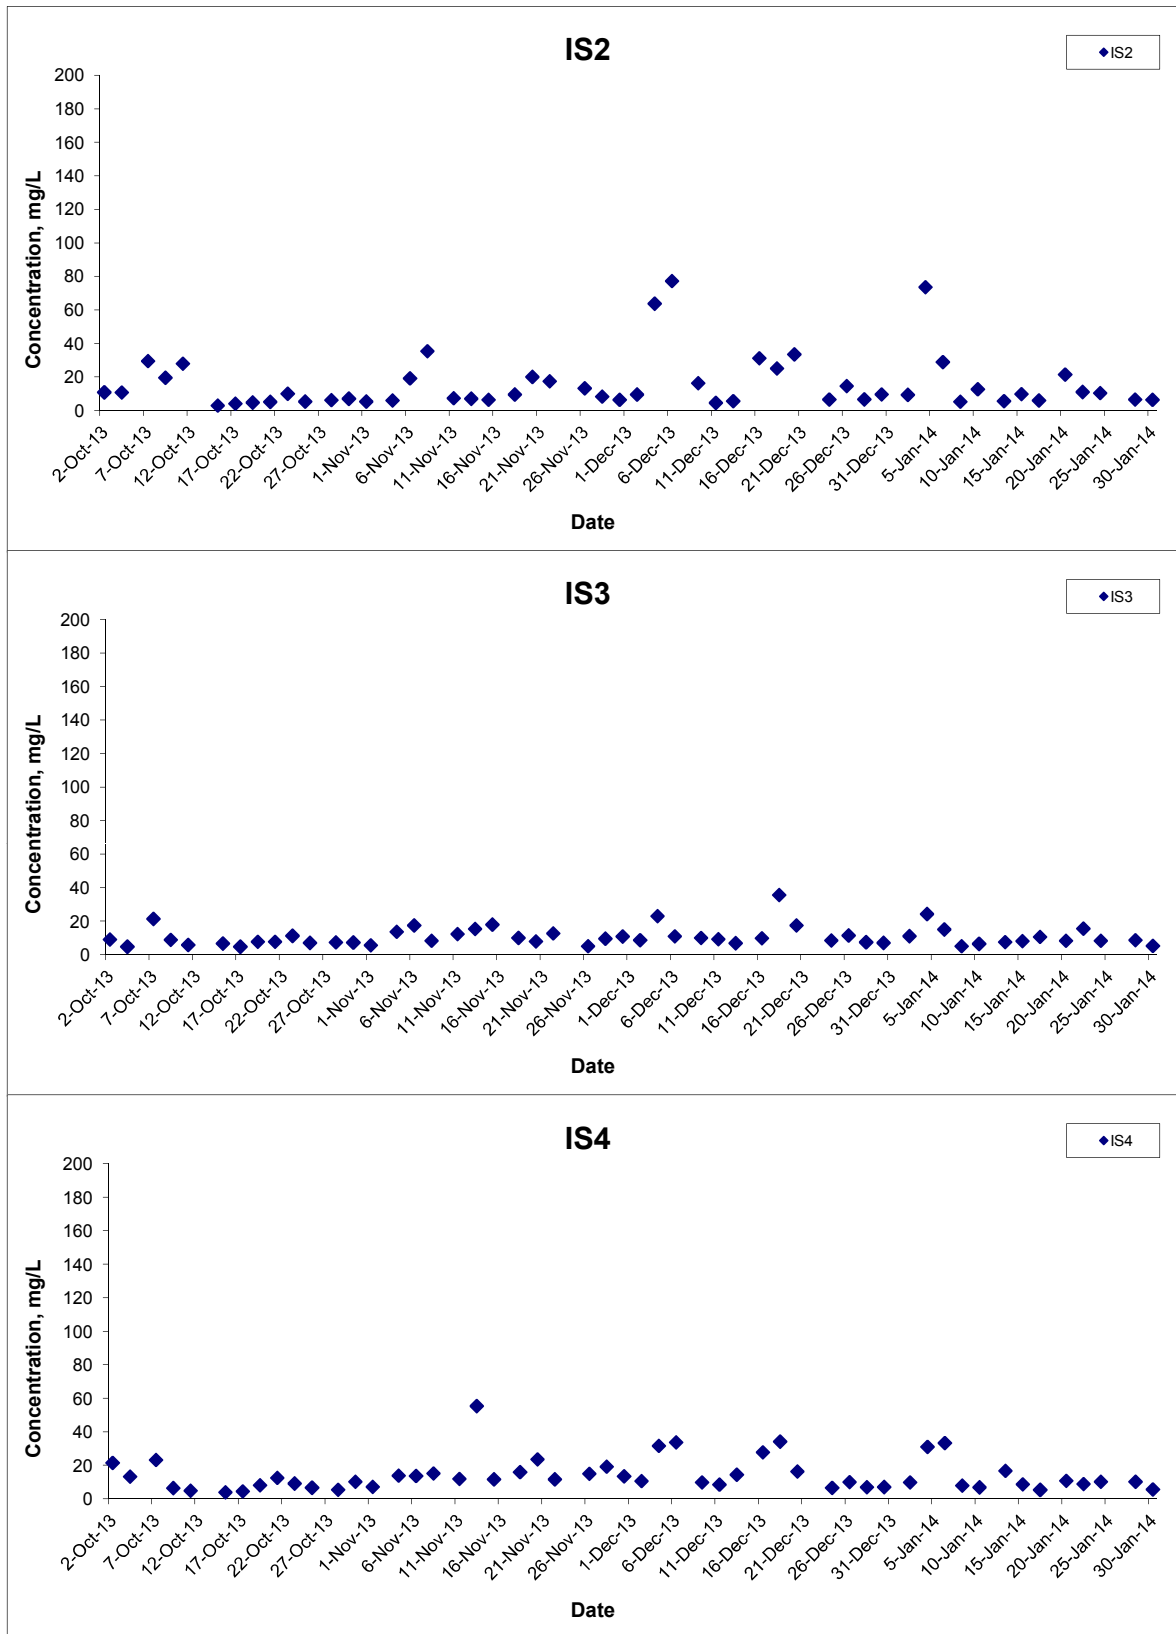 IS2
IS2
200
180
160
140
120
100
80
60
40
20
0
Concentration, mg/L
2-Oct-13
7-Oct-13
12-Oct-13
17-Oct-13
22-Oct-13
27-Oct-13
1-Nov-13
6-Nov-13
11-Nov-13
16-Nov-13
21-Nov-13
26-Nov-13
1-Dec-13
6-Dec-13
11-Dec-13
16-Dec-13
21-Dec-13
26-Dec-13
31-Dec-13
5-Jan-14
10-Jan-14
15-Jan-14
20-Jan-14
25-Jan-14
30-Jan-14
Date
IS3
IS3
200
180
160
140
120
100
80
60
40
20
0
Concentration, mg/L
2-Oct-13
7-Oct-13
12-Oct-13
17-Oct-13
22-Oct-13
27-Oct-13
1-Nov-13
6-Nov-13
11-Nov-13
16-Nov-13
21-Nov-13
26-Nov-13
1-Dec-13
6-Dec-13
11-Dec-13
16-Dec-13
21-Dec-13
26-Dec-13
31-Dec-13
5-Jan-14
10-Jan-14
15-Jan-14
20-Jan-14
25-Jan-14
30-Jan-14
Date
IS4
IS4
200
180
160
140
120
100
80
60
40
20
0
Concentration, mg/L
2-Oct-13
7-Oct-13
12-Oct-13
17-Oct-13
22-Oct-13
27-Oct-13
1-Nov-13
6-Nov-13
11-Nov-13
16-Nov-13
21-Nov-13
26-Nov-13
1-Dec-13
6-Dec-13
11-Dec-13
16-Dec-13
21-Dec-13
26-Dec-13
31-Dec-13
5-Jan-14
10-Jan-14
15-Jan-14
20-Jan-14
25-Jan-14
30-Jan-14
Date